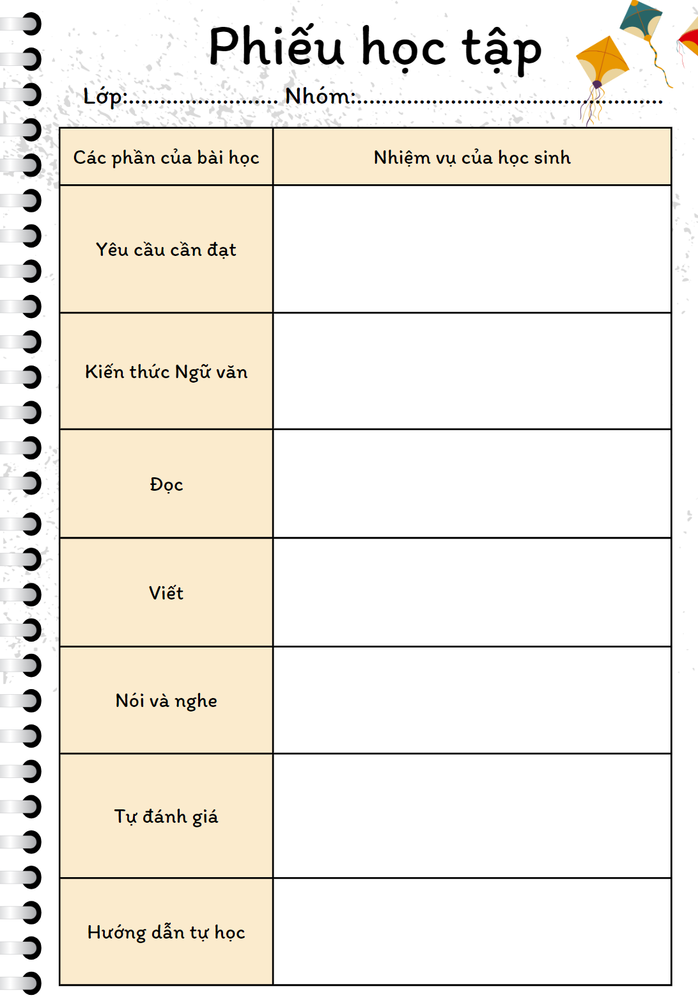 Phiếu học tập
Lớp:........................ Nhóm:.................................................
Các phần của bài học
Nhiệm vụ của học sinh
Yêu cầu cần đạt
Kiến thức Ngữ văn
Đọc
Viết
Nói và nghe
Tự đánh giá
Hướng dẫn tự học